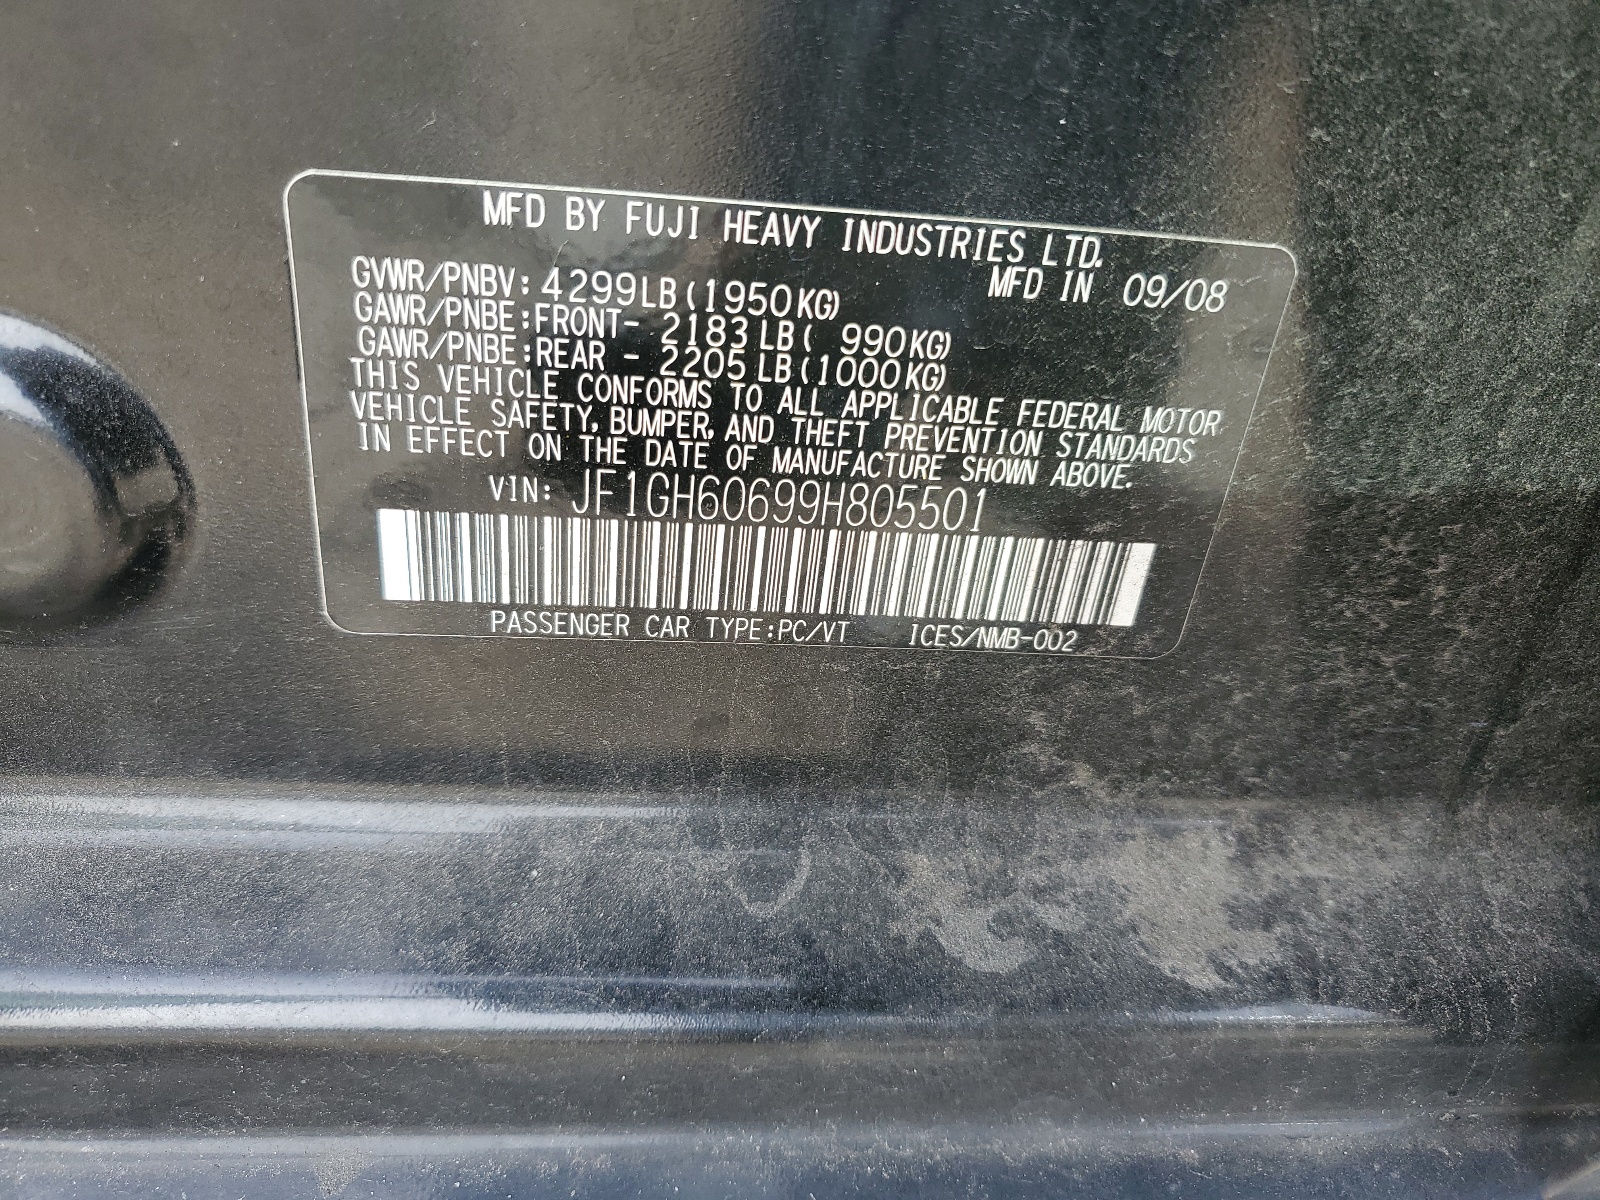 MFD BY FUJI HEAVY INDUSTRIES LTD.
MFD IN 09/08
GVWR/PNBV: 4299LB(1950KG)
GAWR/PNBE:FRONT- 2183LB( 990KG)
GAWR/PNBE:REAR - 2205LB(1000KG)
THIS VEHICLE CONFORMS TO ALL APPLICABLE FEDERAL MOTOR
VEHICLE SAFETY, BUMPER, AND THEFT PREVENTION STANDARDS
IN EFFECT ON THE DATE OF MANUFACTURE SHOWN ABOVE.
VIN: JF1GH60699H805501
PASSENGER CAR TYPE:PC/VT ICES/NMB-002